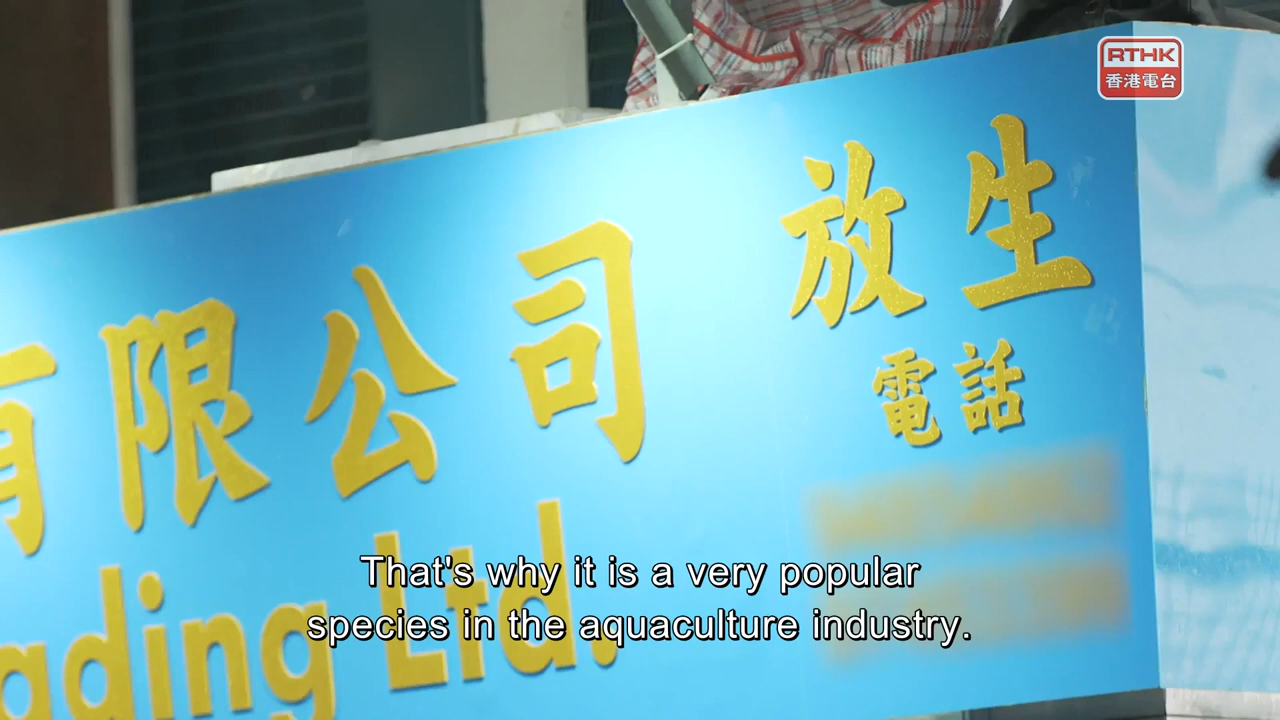 RTHK
香港電台
放生
有限公司
電話
ading Ltd.
That's why it is a very popular
species in the aquaculture industry.